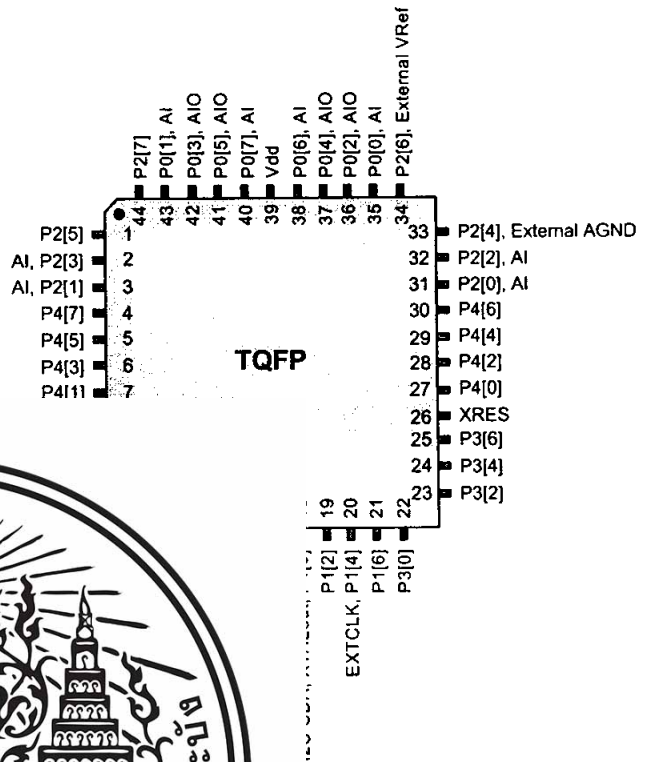 P2[7]
P0[1], AI
P0[3], AIO
P0[5], AIO
P0[7], AI
Vdd
P0[6], AI
P0[4], AIO
P0[2], AIO
P0[0], AI
P2[6], External VRef
44
43
42
41
40
39
38
37
36
35
34
P2[5] 1
AI, P2[3] 2
AI, P2[1] 3
P4[7] 4
P4[5] 5
P4[3] 6
P4[1] 7
TQFP
33 P2[4], External AGND
32 P2[2], AI
31 P2[0], AI
30 P4[6]
29 P4[4]
28 P4[2]
27 P4[0]
26 XRES
25 P3[6]
24 P3[4]
23 P3[2]
19
20
21
22
P1[2]
EXTCLK, P1[4]
P1[6]
P3[0]